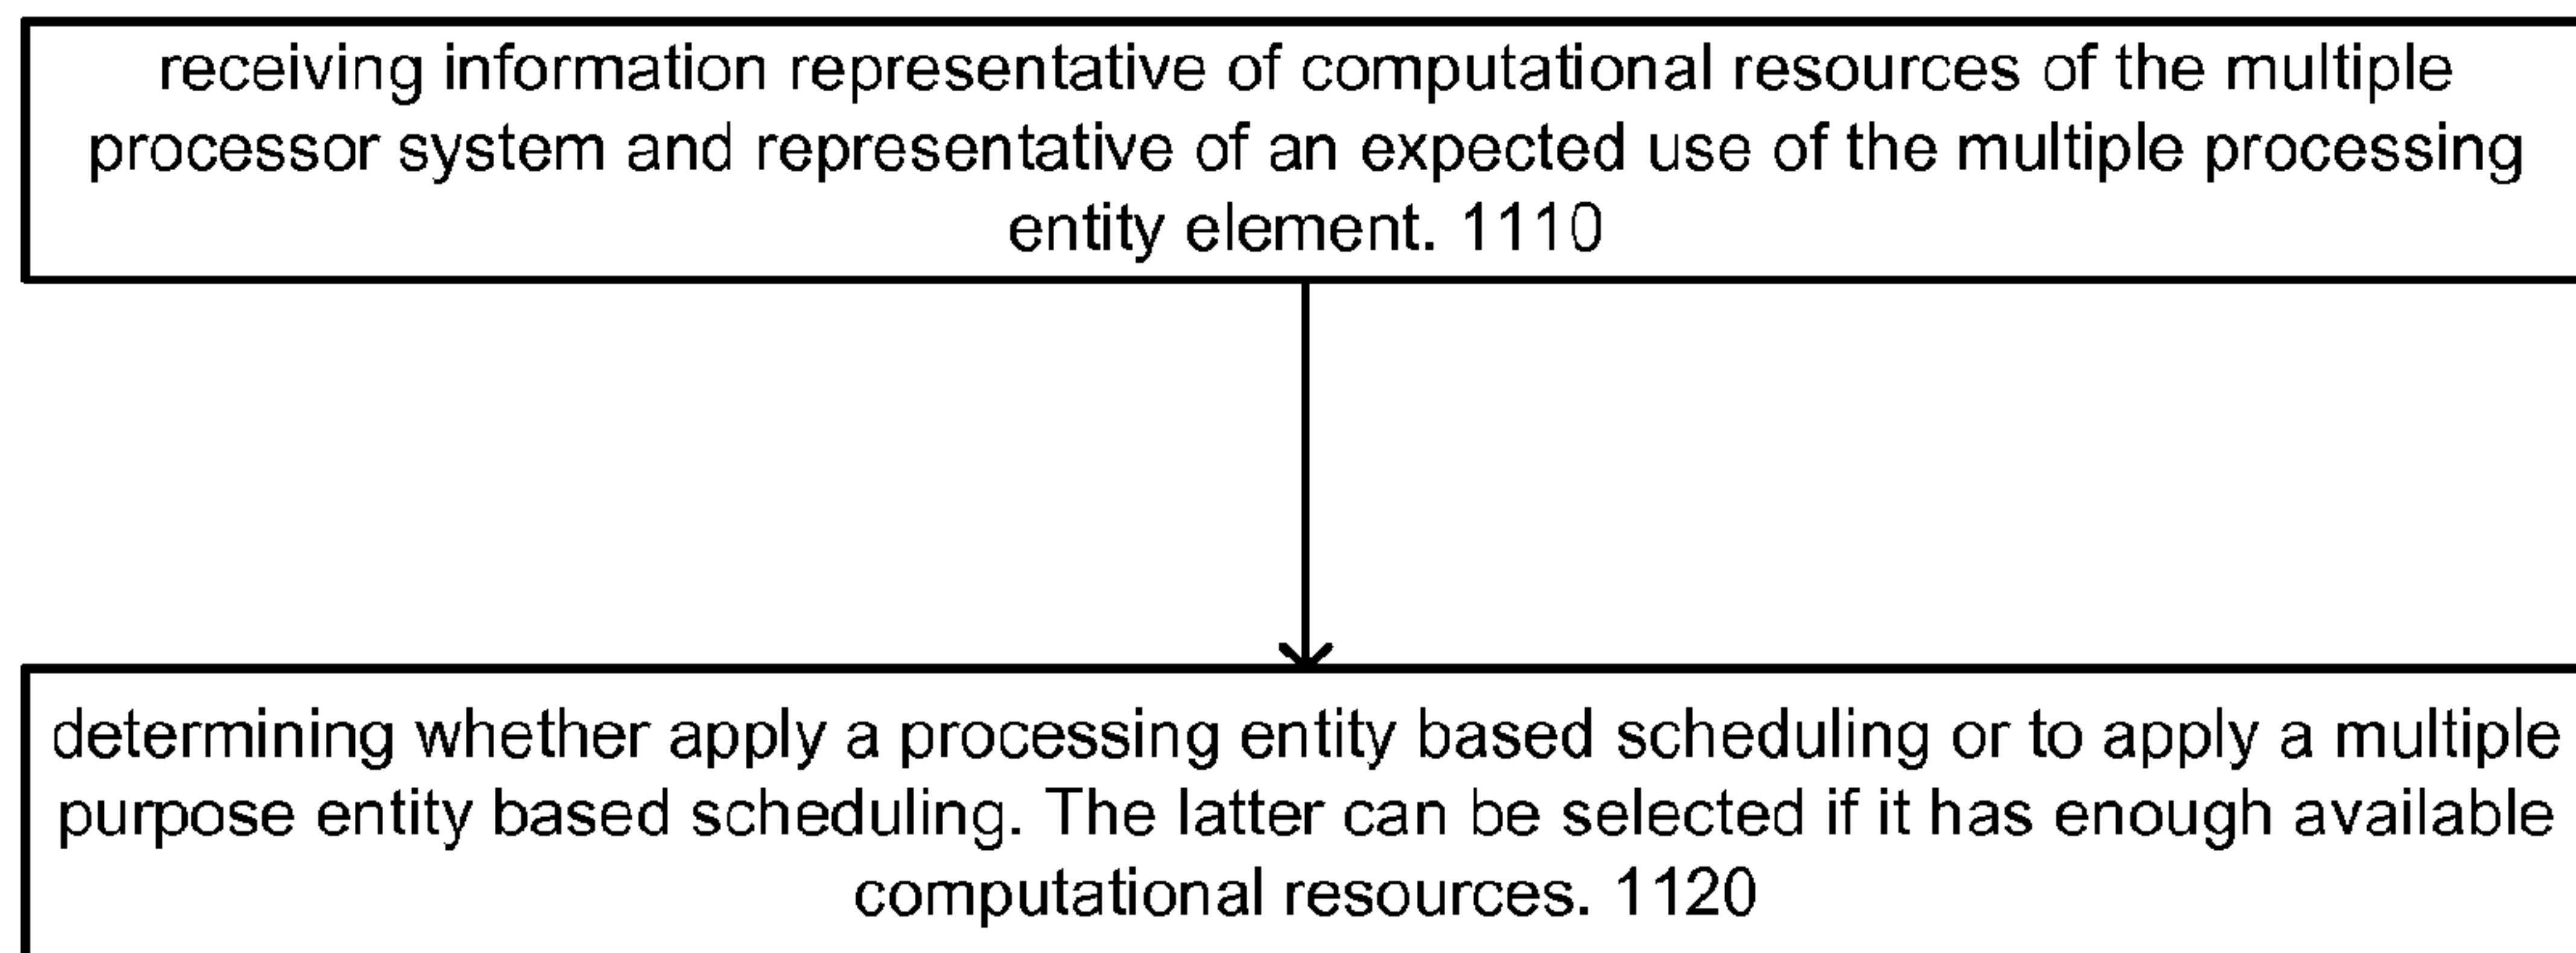 receiving information representative of computational resources of the multiple
processor system and representative of an expected use of the multiple processing
entity element. 1110
determining whether apply a processing entity based scheduling or to apply a multiple
purpose entity based scheduling. The latter can be selected if it has enough available
computational resources. 1120